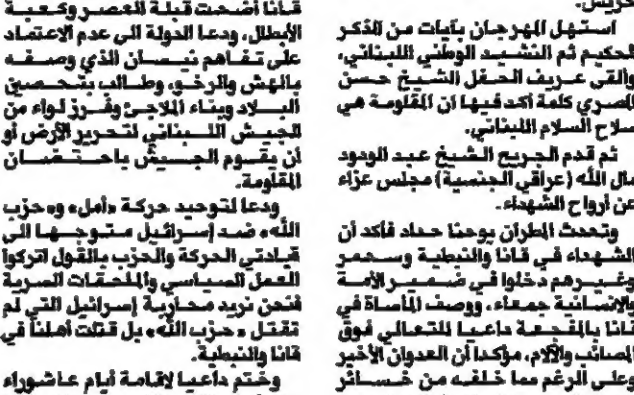 خريس.
استهل المهرجان بآيات من الذكر
الحكيم ثم النشيد الوطني اللبناني،
وألقى عريف الحفل الشيخ حسن
المصري كلمة أكد فيها ان المقاومة هي
سلاح السلام اللبناني.
ثم قدم الجريح الشيخ عبد الودود
مال الله (عراقي الجنسية) مجلس عزاء
عن أرواح الشهداء.
وتحدث المطران يوحنا حداد فأكد أن
الشهداء في قانا والنبطية وسحمر
وغيرهم دخلوا في ضمير الأمة
والانسانية جمعاء، ووصف المأساة في
قانا بالفجعة داعيا للتعالي فوق
المصائب والآلام، مؤكدا أن العدوان الأخير
وعلى الرغم مما خلفه من خسائر
قانا أضحت قبلة للعصر وكعبة
الأبطال، ودعا الدولة الى عدم الاعتماد
على تفاهم نيسان الذي وصفه
بالهش والرخو، وطالب بتحصين
البلاد وبناء الملاجئ وفرز لواء من
الجيش اللبناني لتحرير الأرض أو
أن يقوم الجيش باحتضان
المقاومة.
ودعا لتوحيد حركة «أمل» و«حزب
الله» ضد إسرائيل متوجها الى
قيادتي الحركة والحزب بالقول اتركوا
العمل السياسي والملحقات السرية
فنحن نريد محاربة إسرائيل التي لم
تقتل «حزب الله» بل قتلت أهلنا في
قانا والنبطية.
وختم داعيا لاقامة أيام عاشوراء